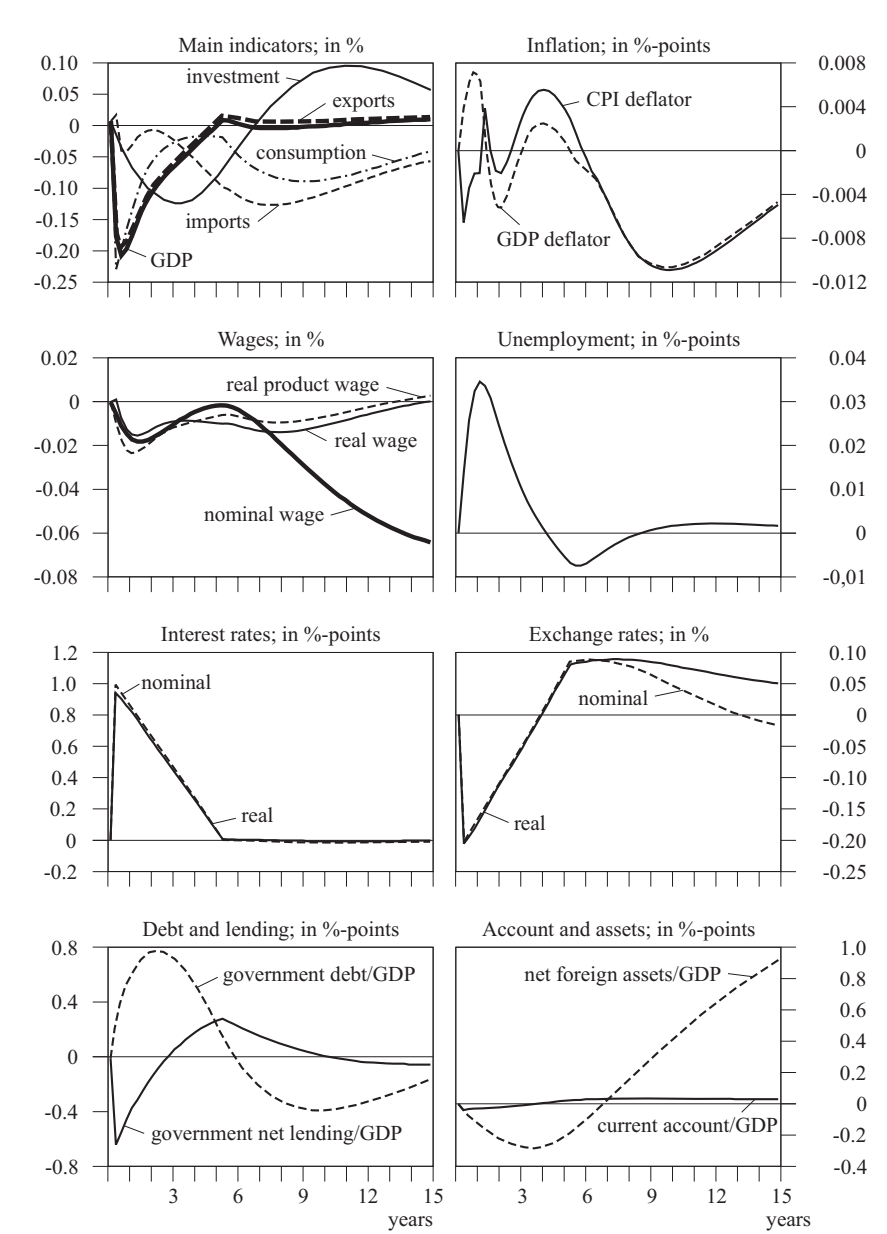 Main indicators; in %
0.10
0.05
0
-0.05
-0.10
-0.15
-0.20
-0.25
investment
exports
consumption
imports
GDP
Inflation; in %-points
0.008
0.004
0
-0.004
-0.008
-0.012
CPI deflator
GDP deflator
Wages; in %
0.02
0
-0.02
-0.04
-0.06
-0.08
real product wage
real wage
nominal wage
Unemployment; in %-points
0.04
0.03
0.02
0.01
0
-0,01
Interest rates; in %-points
1.2
1.0
0.8
0.6
0.4
0.2
0
-0.2
nominal
real
Exchange rates; in %
0.10
0.05
0
-0.05
-0.10
-0.15
-0.20
-0.25
nominal
real
Debt and lending; in %-points
0.8
0.4
0
-0.4
-0.8
government debt/GDP
government net lending/GDP
3 6 9 12 15
years
Account and assets; in %-points
1.0
0.8
0.6
0.4
0.2
0
-0.2
-0.4
net foreign assets/GDP
current account/GDP
3 6 9 12 15
years